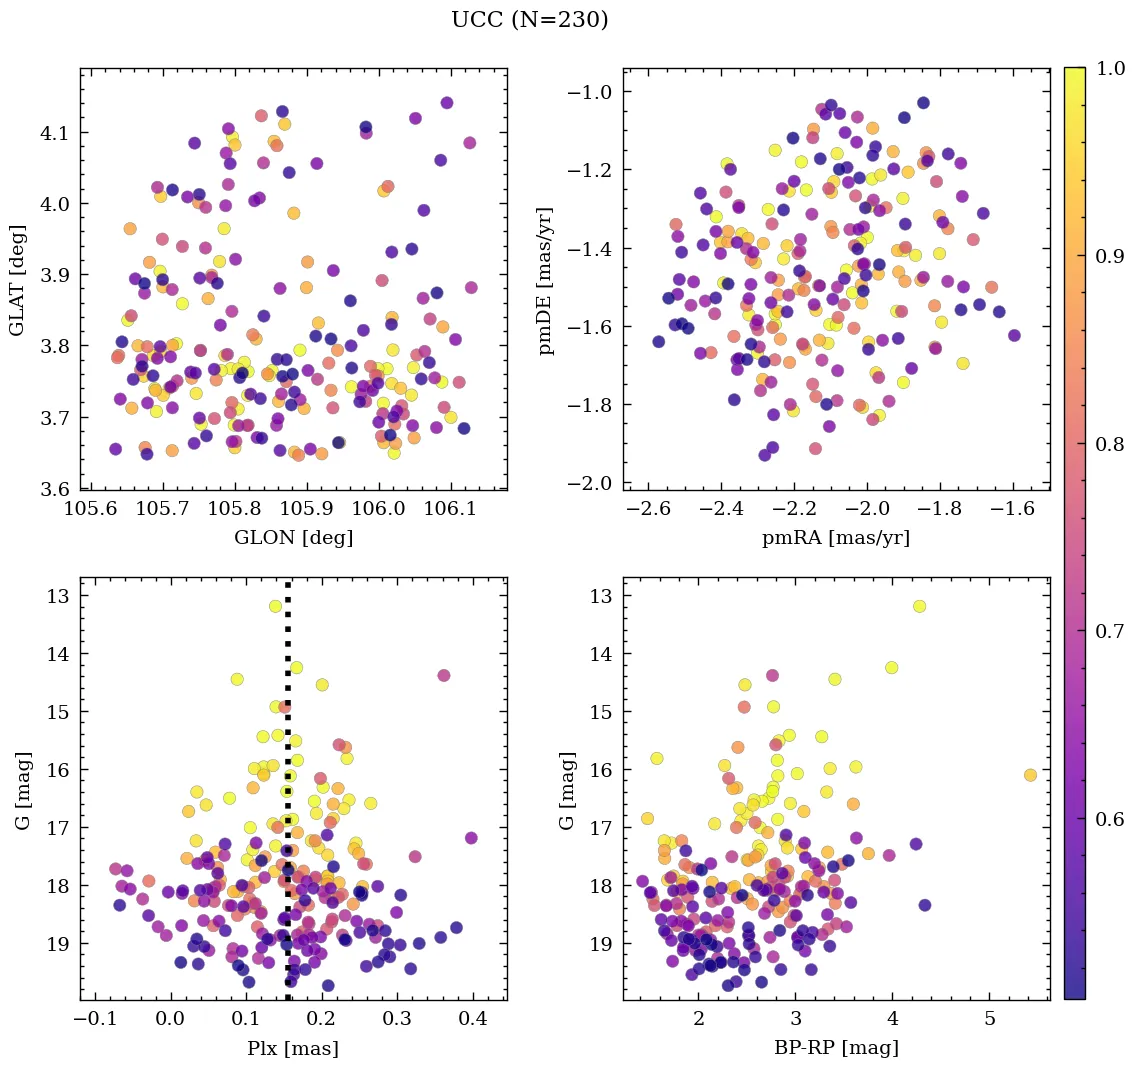 UCC (N=230)
4.1
4.0
3.9
3.8
3.7
3.6
GLAT [deg]
105.6 105.7 105.8 105.9 106.0 106.1
GLON [deg]
−1.0
−1.2
−1.4
−1.6
−1.8
−2.0
pmDE [mas/yr]
−2.6 −2.4 −2.2 −2.0 −1.8 −1.6
pmRA [mas/yr]
1.0
0.9
0.8
0.7
0.6
13
14
15
16
17
18
19
G [mag]
−0.1 0.0 0.1 0.2 0.3 0.4
Plx [mas]
13
14
15
16
17
18
19
G [mag]
2 3 4 5
BP-RP [mag]